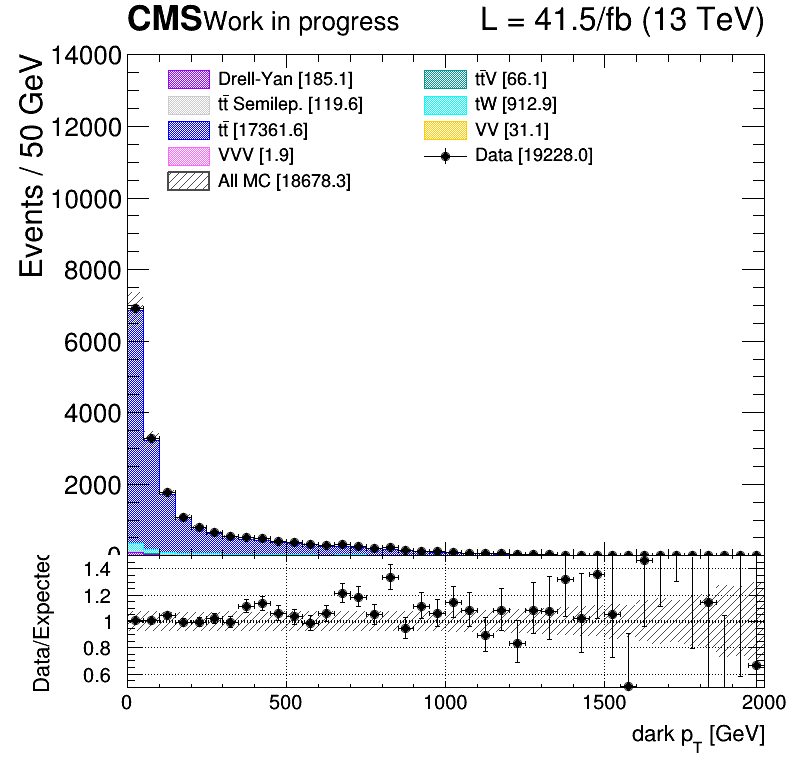 CMS Work in progress L = 41.5/fb (13 TeV)
Events / 50 GeV
14000
12000
10000
8000
6000
4000
2000
0
Drell-Yan [185.1]
tt̄ Semilep. [119.6]
tt̄ [17361.6]
VVV [1.9]
All MC [18678.3]
tt̄V [66.1]
tW [912.9]
VV [31.1]
Data [19228.0]
Data/Expected
1.4
1.2
1
0.8
0.6
0 500 1000 1500 2000
dark p_T [GeV]